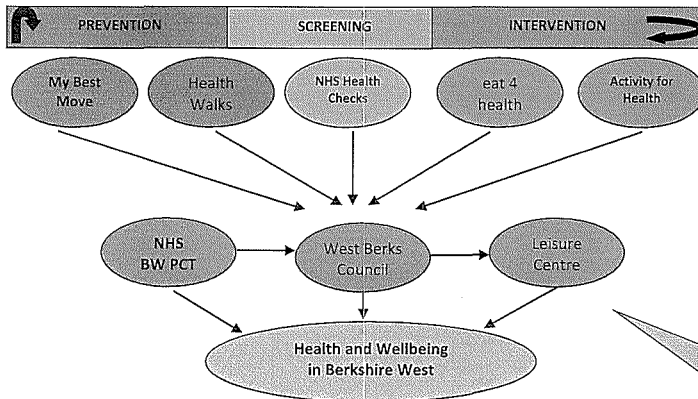 PREVENTION
SCREENING
INTERVENTION
My Best
Move
Health
Walks
NHS Health
Checks
eat 4
health
Activity for
Health
NHS
BW PCT
West Berks
Council
Leisure
Centre
Health and Wellbeing
in Berkshire West